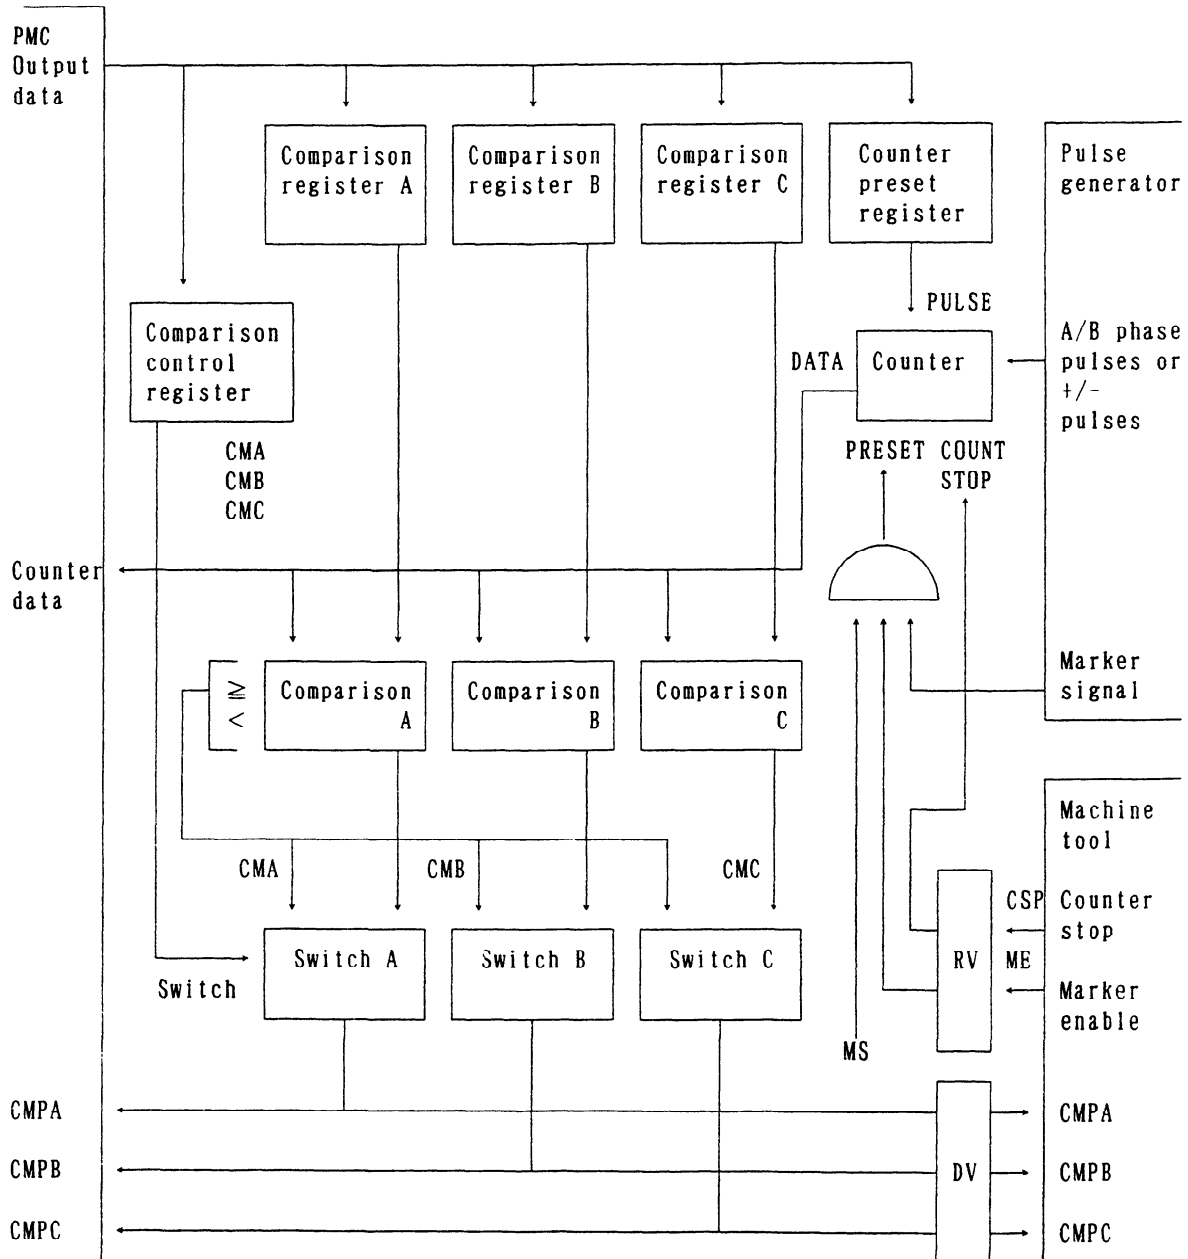 PMC
Output
data
Comparison
register A
Comparison
register B
Comparison
register C
Counter
preset
register
Pulse
generator
PULSE
Comparison
control
register
DATA
Counter
A/B phase
pulses or
+/-
pulses
CMA
CMB
CMC
PRESET COUNT
STOP
Counter
data
Marker
signal
≧
<
Comparison
A
Comparison
B
Comparison
C
Machine
tool
CMA
CMB
CMC
CSP
Counter
stop
Switch A
Switch B
Switch C
RV
ME
Switch
Marker
enable
MS
CMPA
CMPA
CMPB
DV
CMPB
CMPC
CMPC